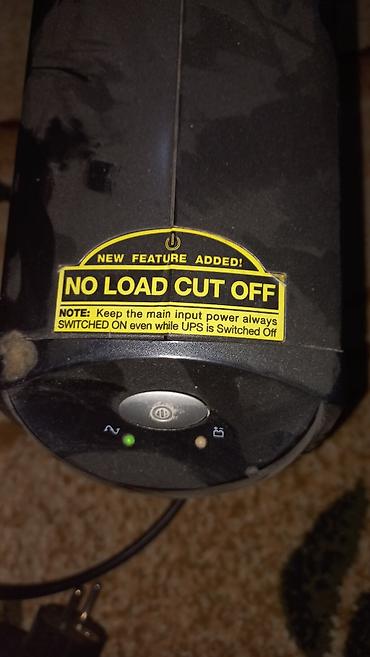 NEW FEATURE ADDED!
NO LOAD CUT OFF
NOTE: Keep the main input power always
SWITCHED ON even while UPS is Switched Off